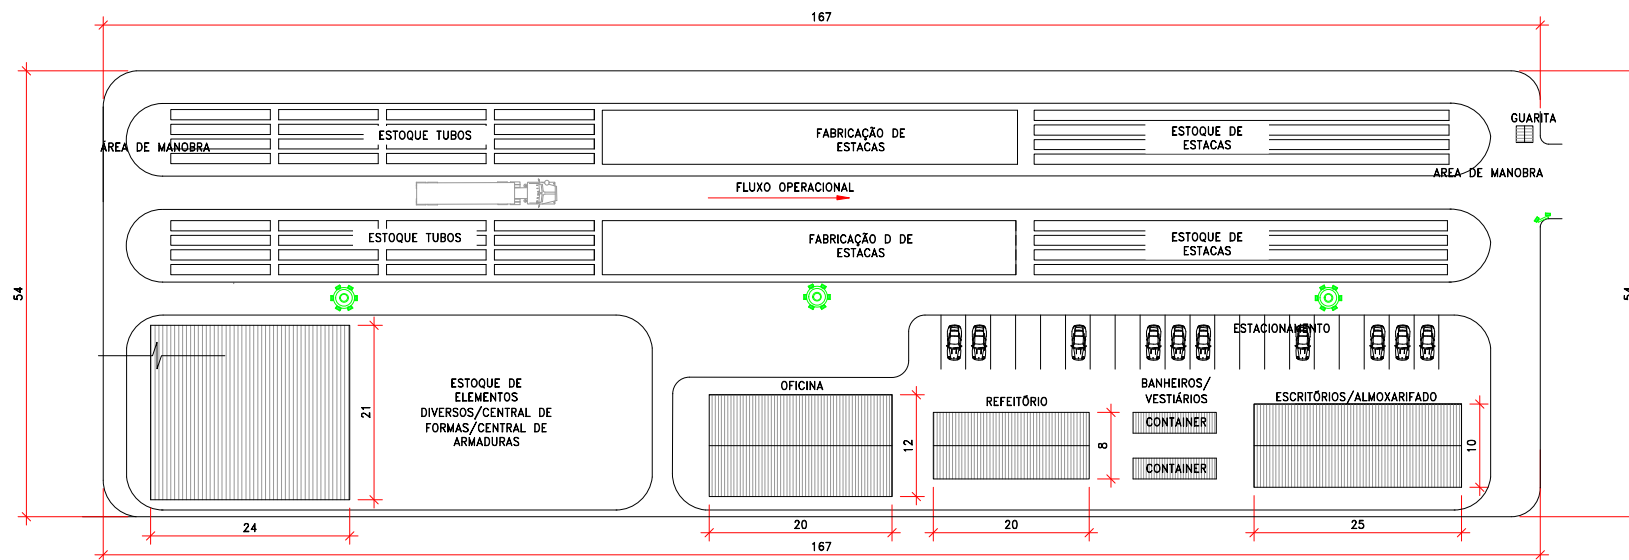 167
GUARITA
ESTOQUE TUBOS
FABRICAÇÃO DE
ESTACAS
ESTOQUE DE
ESTACAS
ÁREA DE MANOBRA
AREA DE MANOBRA
FLUXO OPERACIONAL
ESTOQUE TUBOS
FABRICAÇÃO D DE
ESTACAS
ESTOQUE DE
ESTACAS
54
54
ESTACIONAMENTO
ESTOQUE DE
ELEMENTOS
DIVERSOS/CENTRAL DE
FORMAS/CENTRAL DE
ARMADURAS
21
OFICINA
12
REFEITÓRIO
8
BANHEIROS/
VESTIÁRIOS
CONTAINER
CONTAINER
ESCRITÓRIOS/ALMOXARIFADO
10
24
20
20
25
167